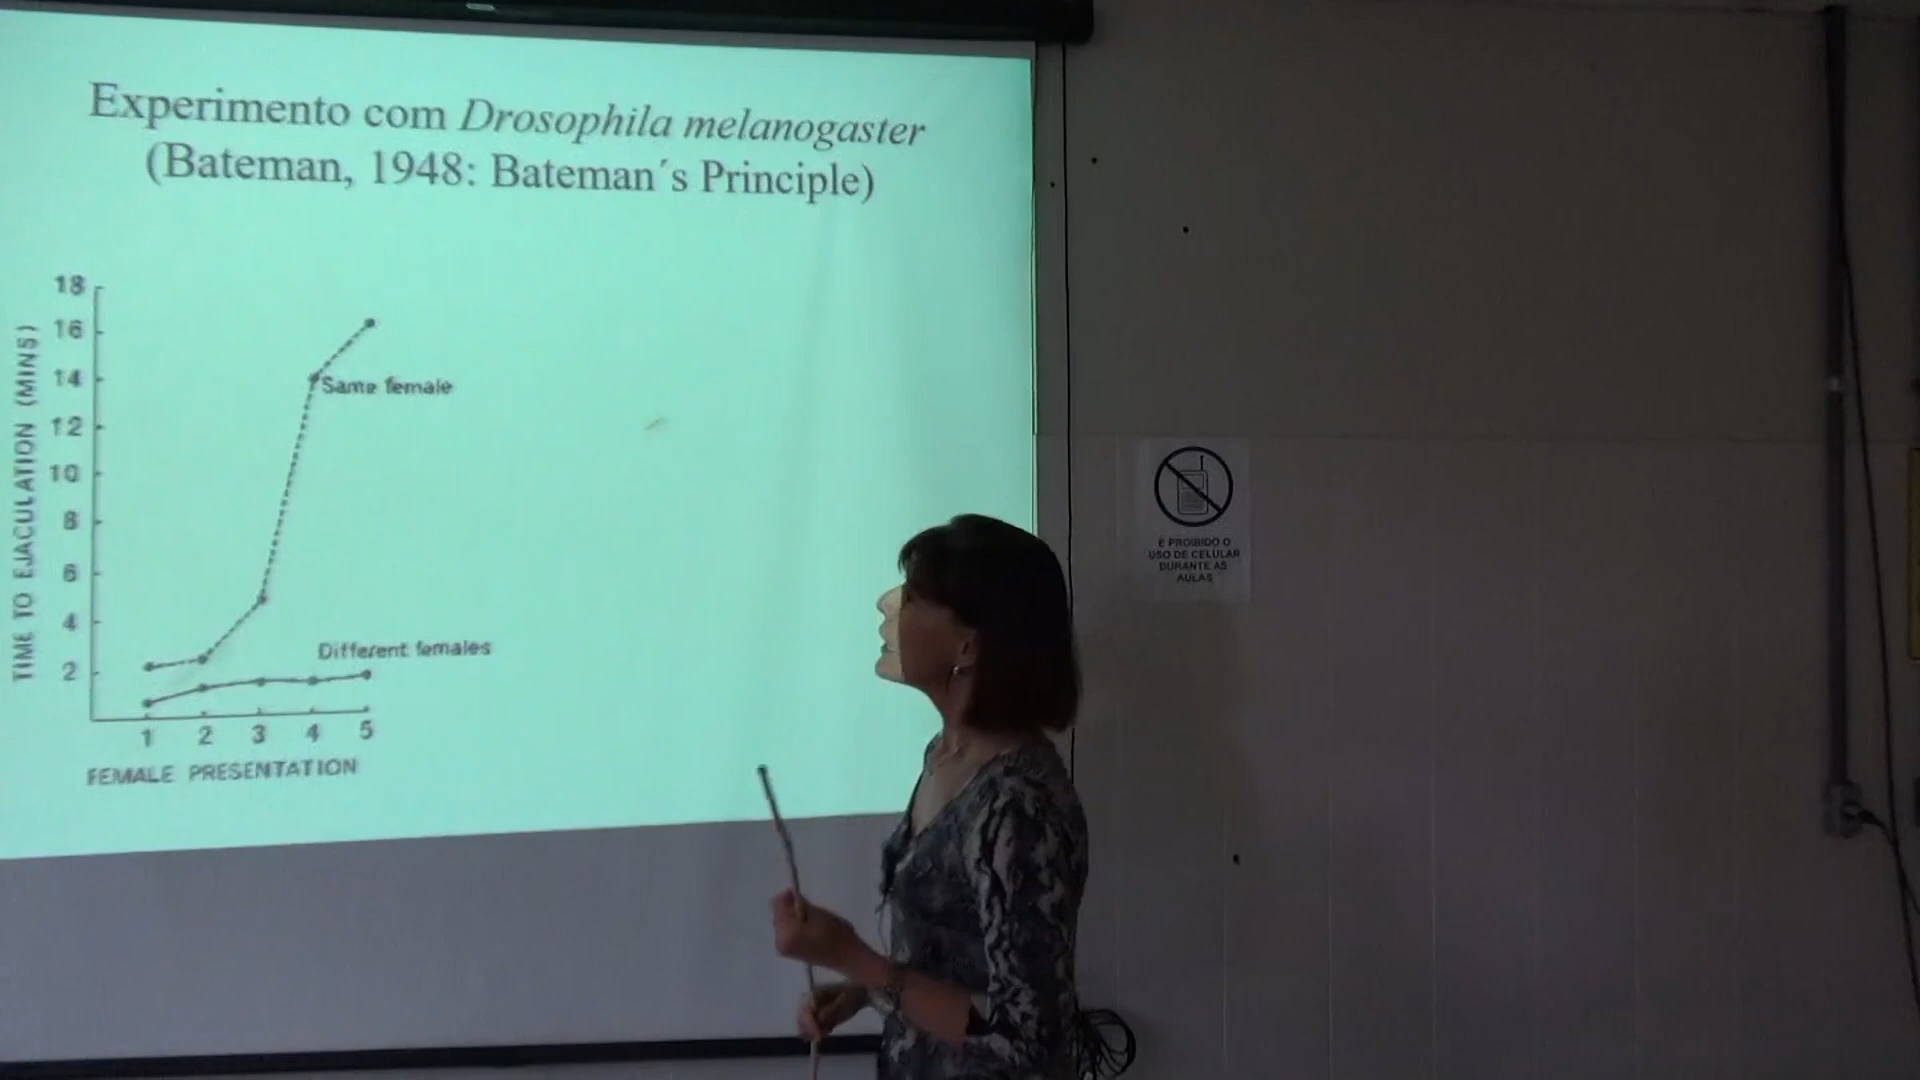 Experimento com Drosophila melanogaster
(Bateman, 1948: Bateman´s Principle)
18
16
14
12
10
8
6
4
2
TIME TO EJACULATION (MINS)
Same female
Different females
1 2 3 4 5
FEMALE PRESENTATION
É PROIBIDO O
USO DE CELULAR
DURANTE AS
AULAS